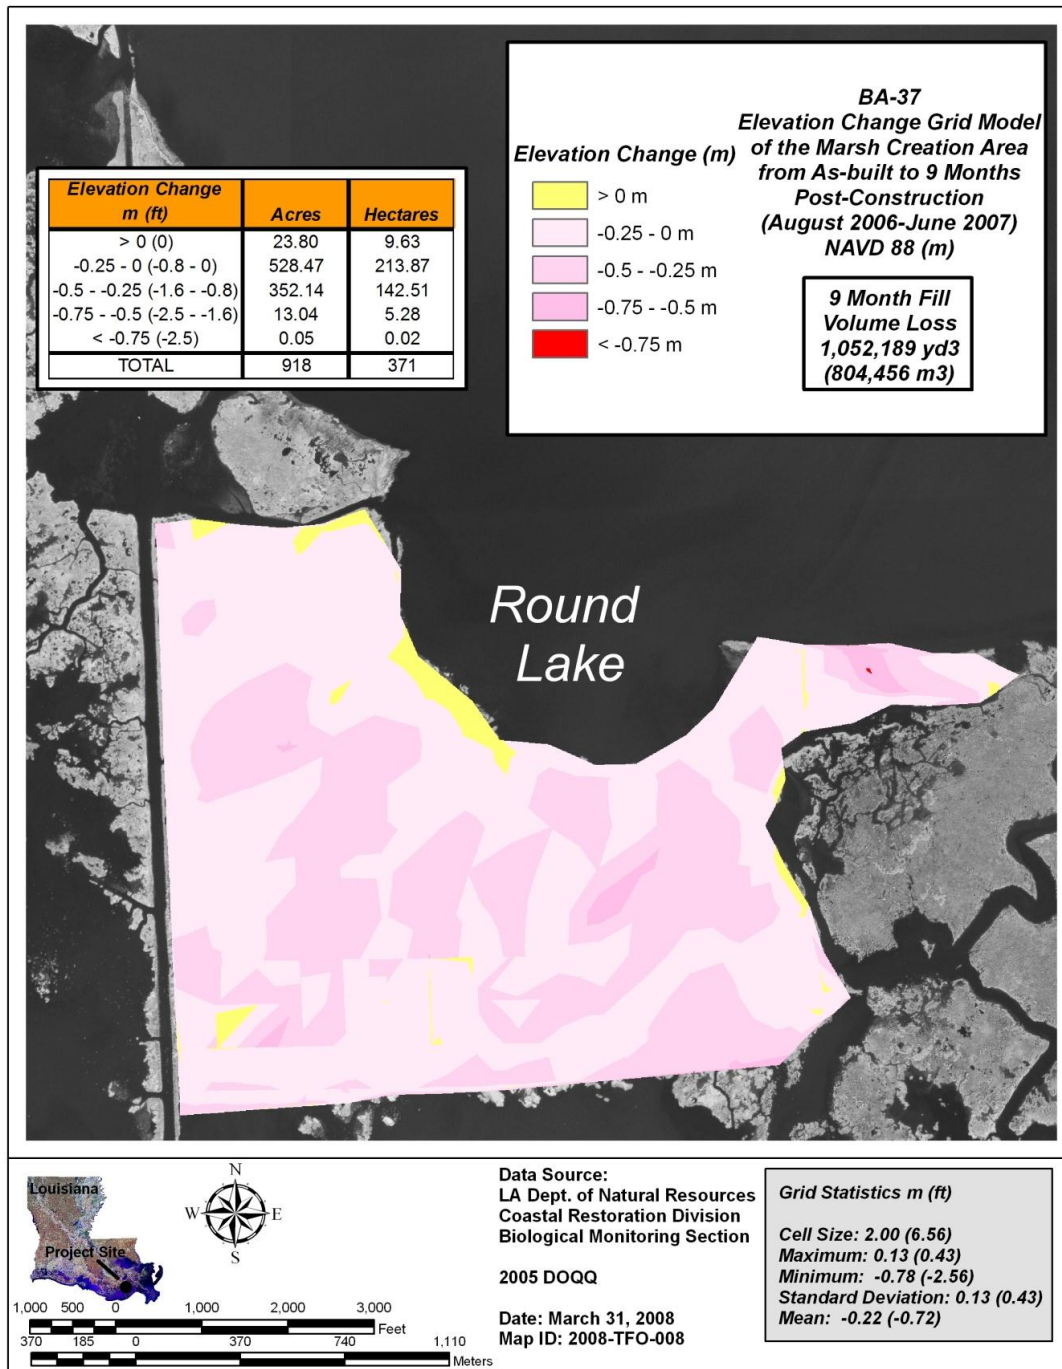 BA-37
Elevation Change Grid Model
of the Marsh Creation Area
from As-built to 9 Months
Post-Construction
(August 2006-June 2007)
NAVD 88 (m)
Elevation Change (m)
> 0 m
-0.25 - 0 m
-0.5 - -0.25 m
-0.75 - -0.5 m
< -0.75 m
9 Month Fill
Volume Loss
1,052,189 yd3
(804,456 m3)
Elevation Change
m (ft) Acres Hectares
> 0 (0) 23.80 9.63
-0.25 - 0 (-0.8 - 0) 528.47 213.87
-0.5 - -0.25 (-1.6 - -0.8) 352.14 142.51
-0.75 - -0.5 (-2.5 - -1.6) 13.04 5.28
< -0.75 (-2.5) 0.05 0.02
TOTAL 918 371
Round
Lake
Louisiana
Project Site
N
W E
S
1,000 500 0 1,000 2,000 3,000
Feet
370 185 0 370 740 1,110
Meters
Data Source:
LA Dept. of Natural Resources
Coastal Restoration Division
Biological Monitoring Section
2005 DOQQ
Date: March 31, 2008
Map ID: 2008-TFO-008
Grid Statistics m (ft)
Cell Size: 2.00 (6.56)
Maximum: 0.13 (0.43)
Minimum: -0.78 (-2.56)
Standard Deviation: 0.13 (0.43)
Mean: -0.22 (-0.72)